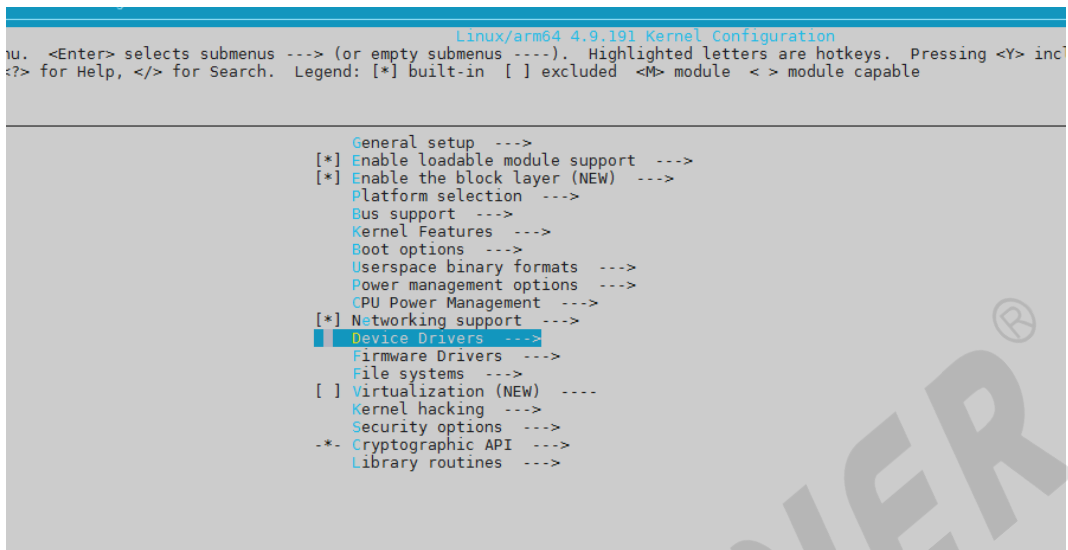 Linux/arm64 4.9.191 Kernel Configuration
nu.  <Enter> selects submenus ---> (or empty submenus ----).  Highlighted letters are hotkeys.  Pressing <Y> incl
<?> for Help, </> for Search.  Legend: [*] built-in  [ ] excluded  <M> module  < > module capable
General setup  --->
[*] Enable loadable module support  --->
[*] Enable the block layer (NEW)  --->
Platform selection  --->
Bus support  --->
Kernel Features  --->
Boot options  --->
Userspace binary formats  --->
Power management options  --->
CPU Power Management  --->
[*] Networking support  --->
Device Drivers  --->
Firmware Drivers  --->
File systems  --->
[ ] Virtualization (NEW)  ----
Kernel hacking  --->
Security options  --->
-*- Cryptographic API  --->
Library routines  --->
NER®